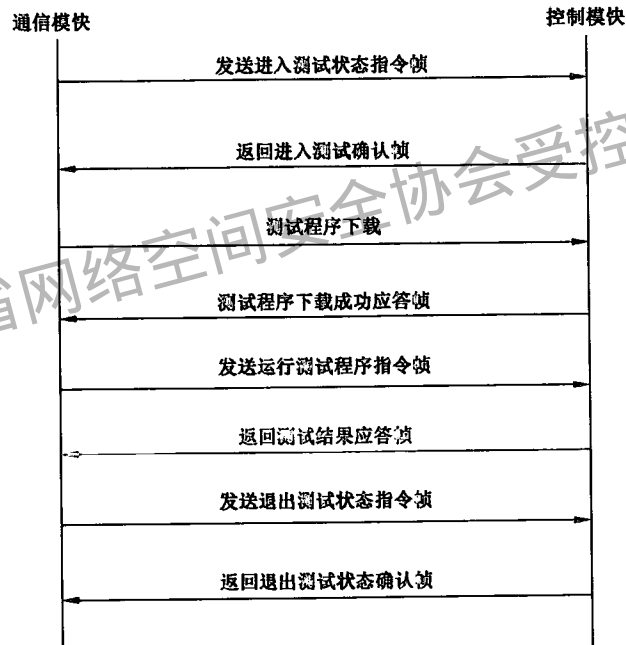 通信模快
控制模快
发送进入测试状态指令帧
返回进入测试确认帧
测试程序下载
测试程序下载成功应答帧
发送运行测试程序指令帧
返回测试结果应答帧
发送退出测试状态指令帧
返回退出测试状态确认帧
省网络空间安全协会受控